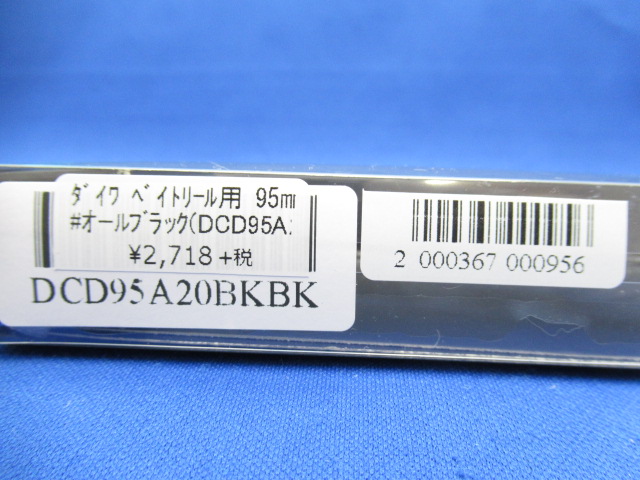 ダイワ ベイトリール用 95mm
#オールブラック(DCD95A2
¥2,718+税
DCD95A20BKBK
2 000367 000956